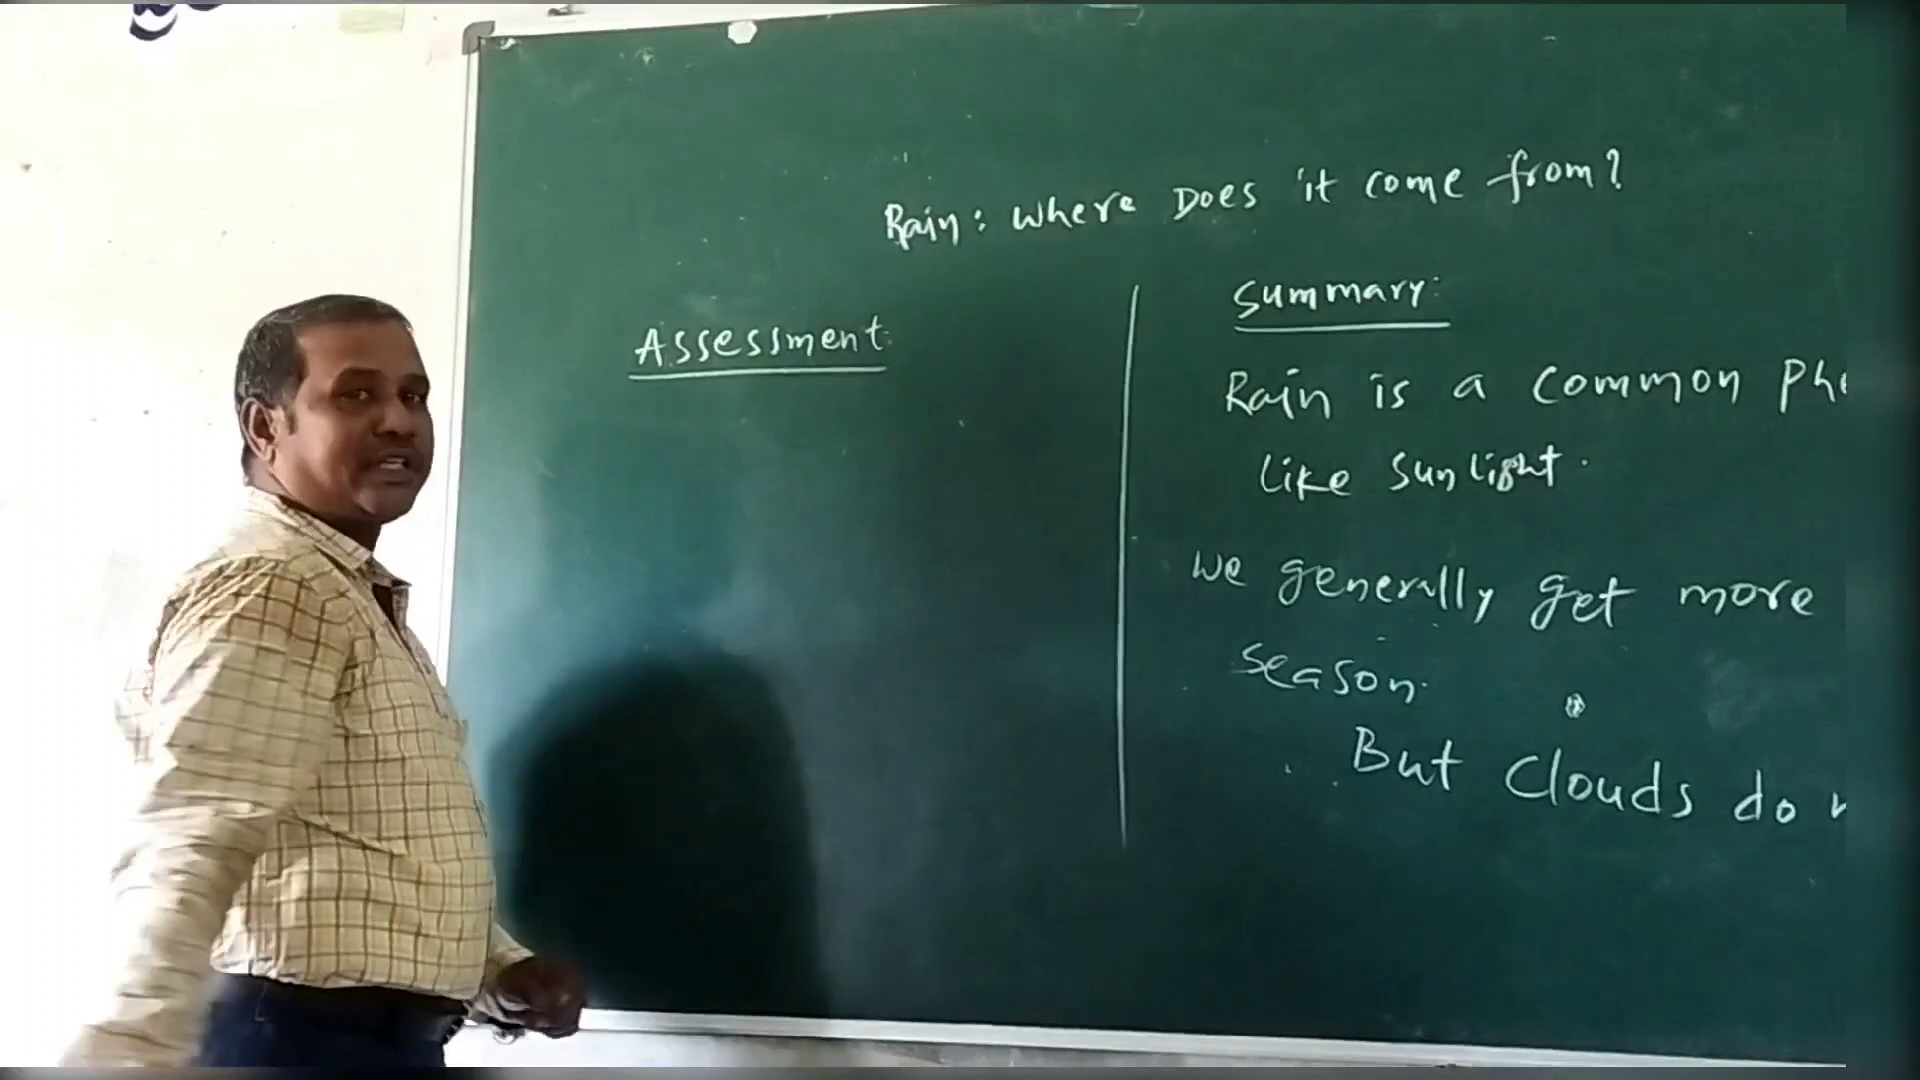 Rain: Where Does it come from?
Assessment
Summary:
Rain is a common
like sunlight.
We generally get more
season.
But Clouds do